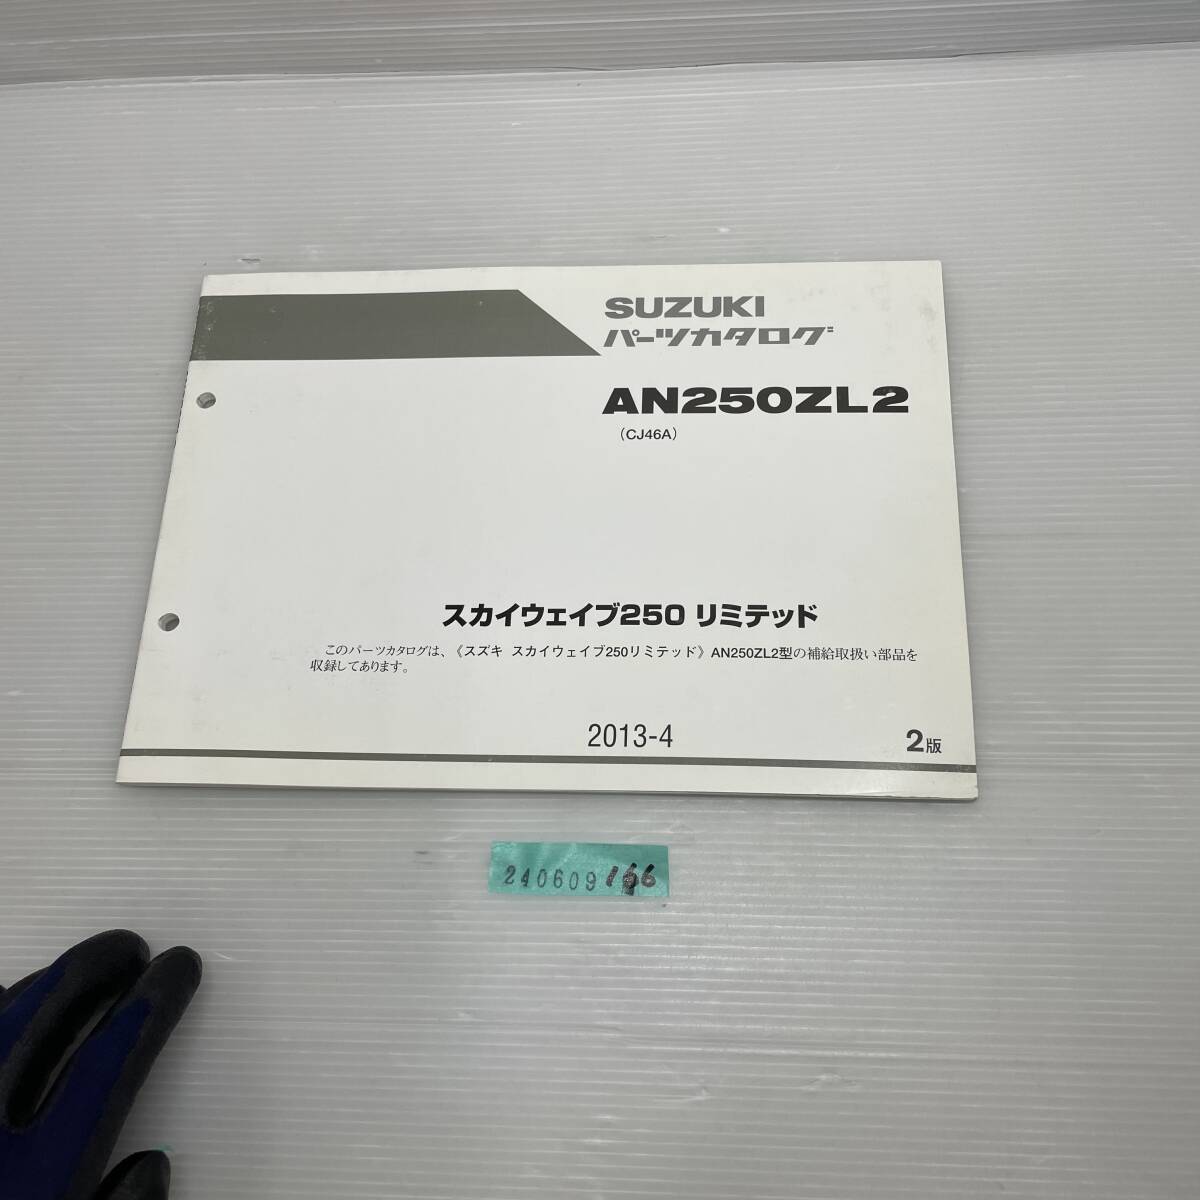 SUZUKI
パーツカタログ
AN250ZL2
(CJ46A)
スカイウェイブ250 リミテッド
このパーツカタログは、《スズキ スカイウェイブ250リミテッド》AN250ZL2型の補給取扱い部品を
収録してあります。
2013-4
2版
240609 166